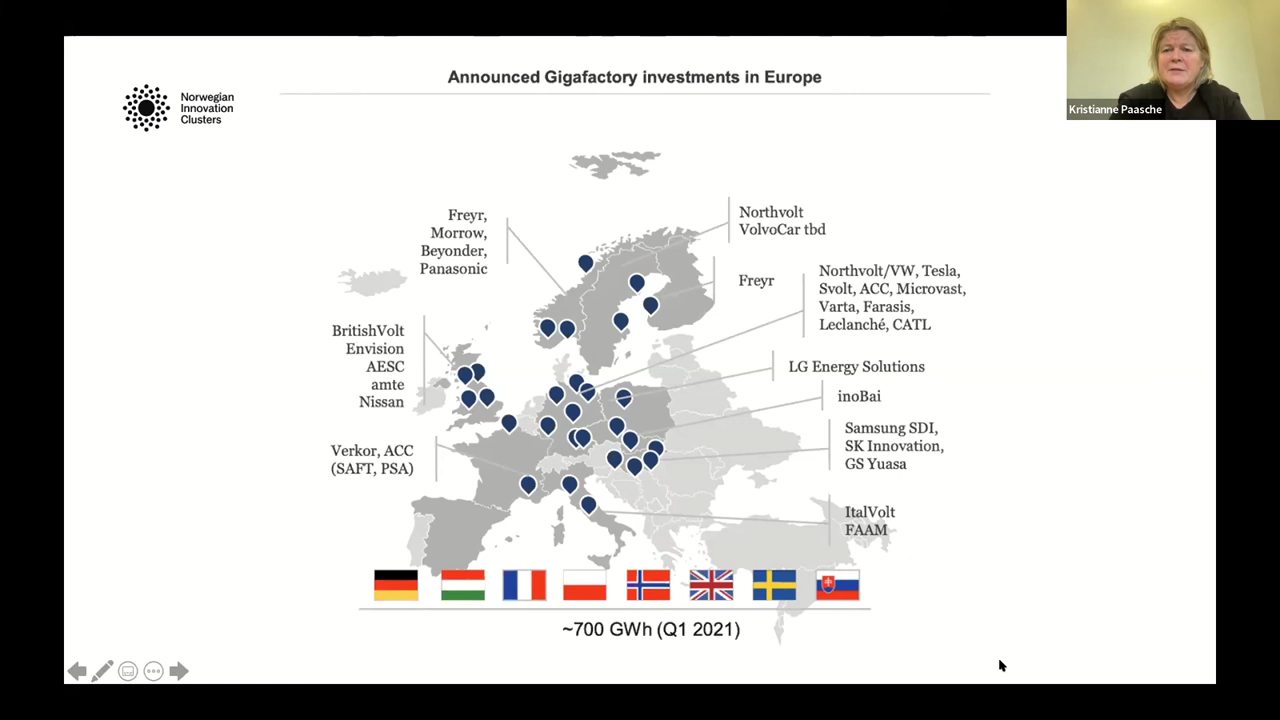 Announced Gigafactory investments in Europe
Norwegian
Innovation
Clusters
Kristianne Paasche
Freyr,
Morrow,
Beyonder,
Panasonic
Northvolt
VolvoCar tbd
Freyr
Northvolt/VW, Tesla,
Svolt, ACC, Microvast,
Varta, Farasis,
Leclanché, CATL
BritishVolt
Envision
AESC
amte
Nissan
LG Energy Solutions
inoBai
Samsung SDI,
SK Innovation,
GS Yuasa
Verkor, ACC
(SAFT, PSA)
ItalVolt
FAAM
~700 GWh (Q1 2021)